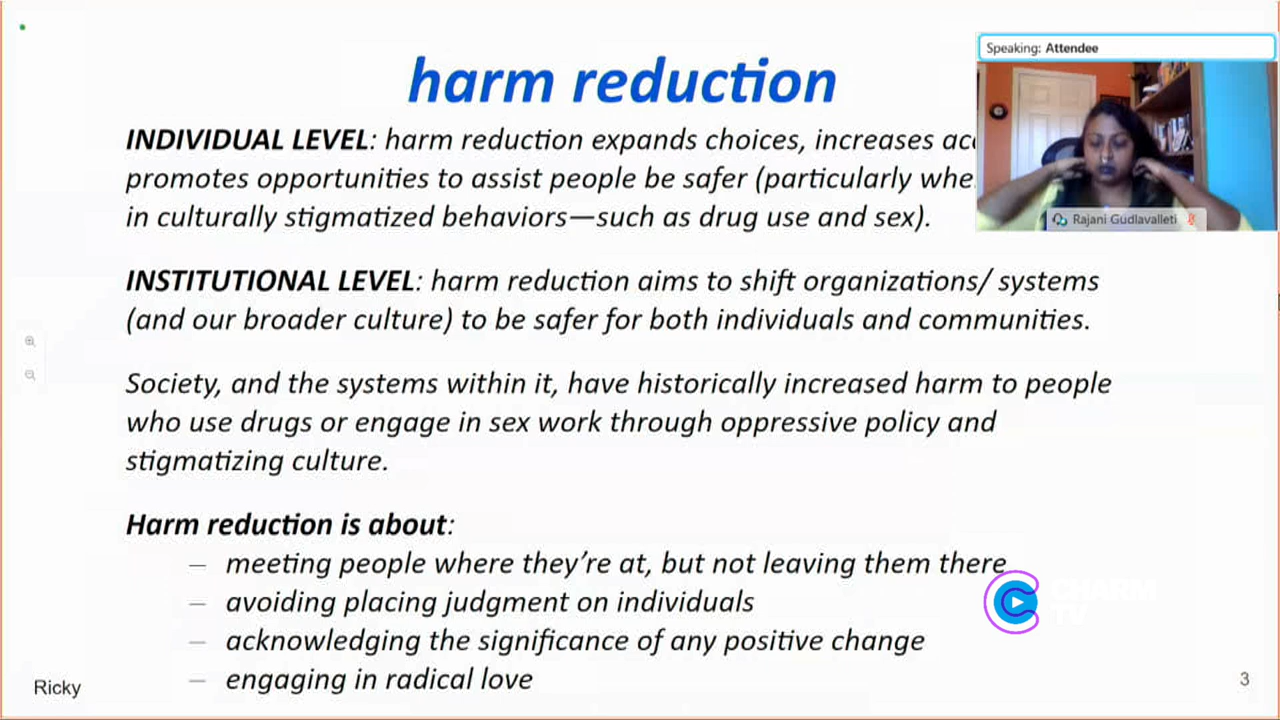 harm reduction
Speaking: Attendee
INDIVIDUAL LEVEL: harm reduction expands choices, increases
promotes opportunities to assist people be safer (particularly
in culturally stigmatized behaviors—such as drug use and sex).
Rajani Gudlavalleti
INSTITUTIONAL LEVEL: harm reduction aims to shift organizations/ systems
(and our broader culture) to be safer for both individuals and communities.
Society, and the systems within it, have historically increased harm to people
who use drugs or engage in sex work through oppressive policy and
stigmatizing culture.
Harm reduction is about:
– meeting people where they’re at, but not leaving them there
– avoiding placing judgment on individuals
– acknowledging the significance of any positive change
– engaging in radical love
CHARM
TV
Ricky
3